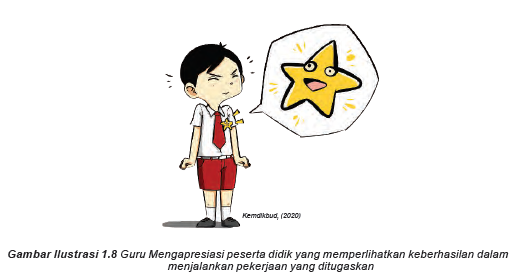 Kemdikbud, (2020)
Gambar Ilustrasi 1.8 Guru Mengapresiasi peserta didik yang memperlihatkan keberhasilan dalam
menjalankan pekerjaan yang ditugaskan